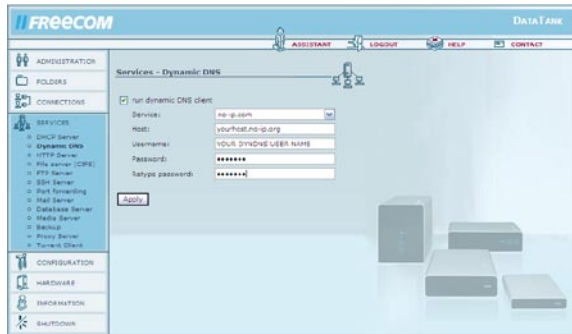 FREECOM
DATATANK
ASSISTANT
LOGOUT
HELP
CONTACT
ADMINISTRATION
FOLDERS
CONNECTIONS
SERVICES
DHCP Server
Dynamic DNS
HTTP Server
File server (CIFS)
FTP Server
SSH Server
Port forwarding
Mail Server
Database Server
Media Server
Backup
Proxy Server
Torrent Client
CONFIGURATION
HARDWARE
INFORMATION
SHUTDOWN
Services - Dynamic DNS
run dynamic DNS client
Service: no-ip.com
Host: yourhost.no-ip.org
Username: YOUR DYNDNS USER NAME
Password: •••••••
Retype password: •••••••
Apply